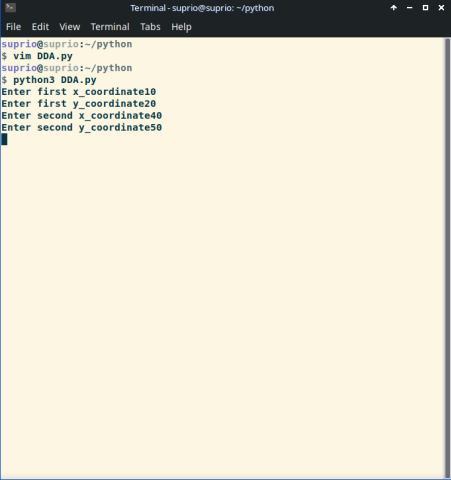 Terminal - suprio@suprio: ~/python
File Edit View Terminal Tabs Help
suprio@suprio:~/python
$ vim DDA.py
suprio@suprio:~/python
$ python3 DDA.py
Enter first x_coordinate10
Enter first y_coordinate20
Enter second x_coordinate40
Enter second y_coordinate50